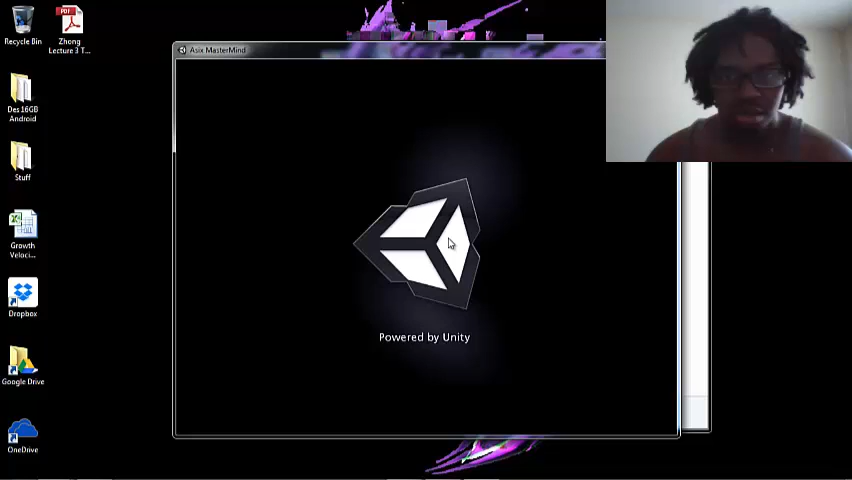 Recycle Bin
Zhong
Lecture 3 T...
Asix MasterMind
Des 16GB
Android
Stuff
Growth
Veloci...
Dropbox
Google Drive
OneDrive
Powered by Unity